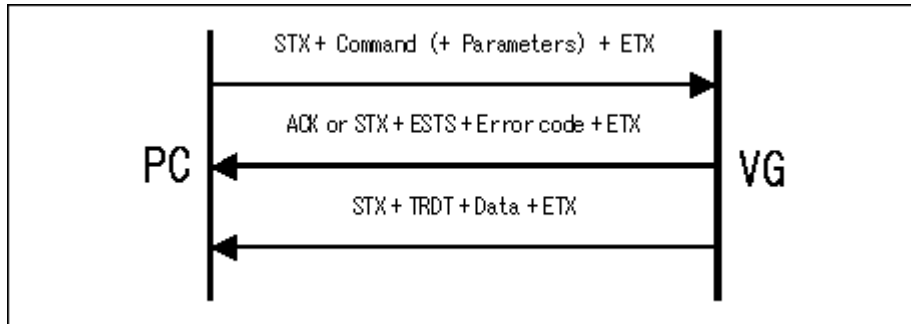 STX + Command (+ Parameters) + ETX
ACK or STX + ESTS + Error code + ETX
PC
VG
STX + TRDT + Data + ETX